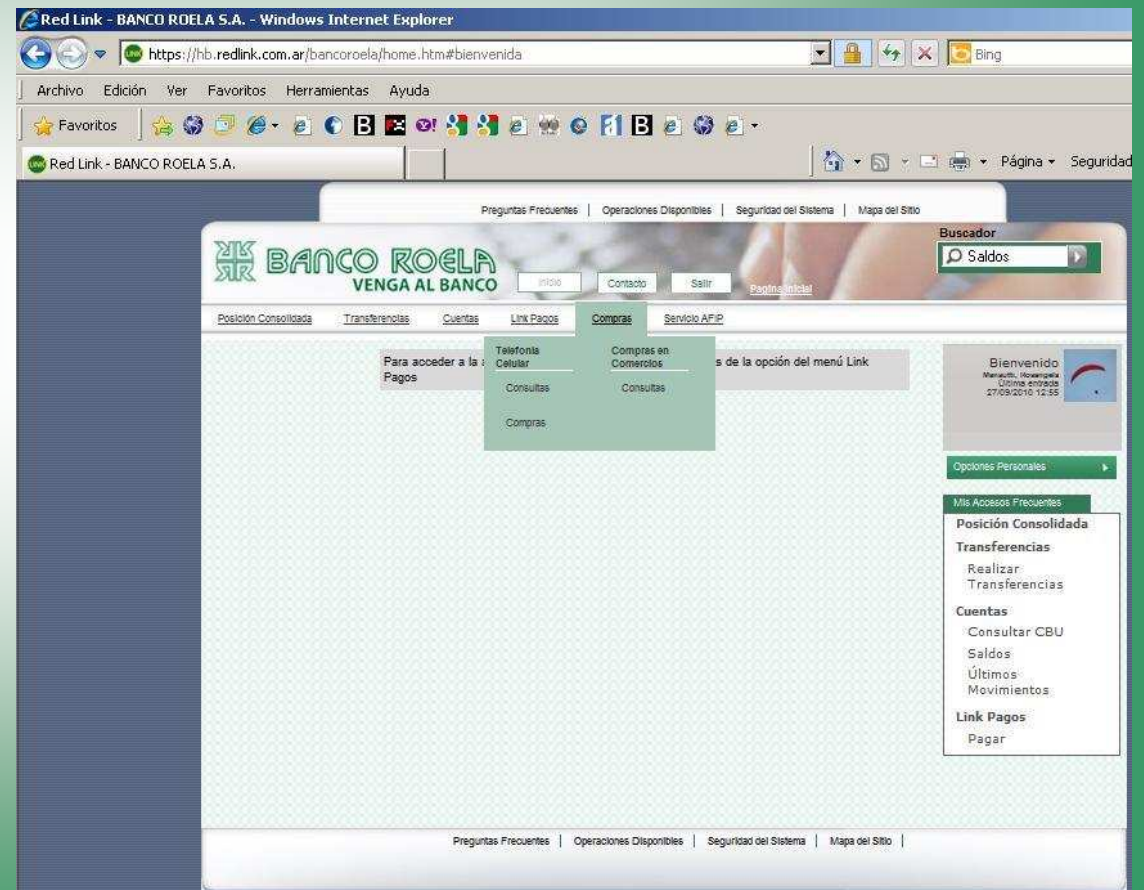 Red Link - BANCO ROELA S.A. - Windows Internet Explorer
https://hb.redlink.com.ar/bancoroela/home.htm#bienvenida
Bing
Archivo Edición Ver Favoritos Herramientas Ayuda
Favoritos
Red Link - BANCO ROELA S.A.
Página Seguridad
Preguntas Frecuentes | Operaciones Disponibles | Seguridad del Sistema | Mapa del Sitio
Buscador
Saldos
BANCO ROELA
VENGA AL BANCO
Inicio Contacto Salir Pagina Inicial
Posición Consolidada Transferencias Cuentas Link Pagos Compras Servicio AFIP
Para acceder a la s de la opción del menú Link
Pagos
Telefonía Celular
Consultas
Compras
Compras en Comercios
Consultas
Bienvenido
Última entrada
27/09/2010 12:55
Opciones Personales
Mis Accesos Frecuentes
Posición Consolidada
Transferencias
Realizar
Transferencias
Cuentas
Consultar CBU
Saldos
Últimos
Movimientos
Link Pagos
Pagar
Preguntas Frecuentes | Operaciones Disponibles | Seguridad del Sistema | Mapa del Sitio |